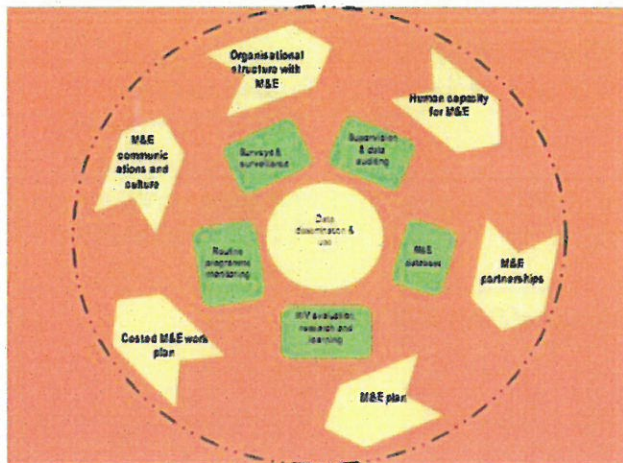 Organisational
structure with
M&E
Human capacity
for M&E
M&E
partnerships
M&E plan
Costed M&E work
plan
M&E
communic
ations and
culture
Surveys &
surveillance
Supervision
& data
auditing
M&E
database
HIV evaluation,
research and
learning
Routine
programme
monitoring
Data
dissemination &
use